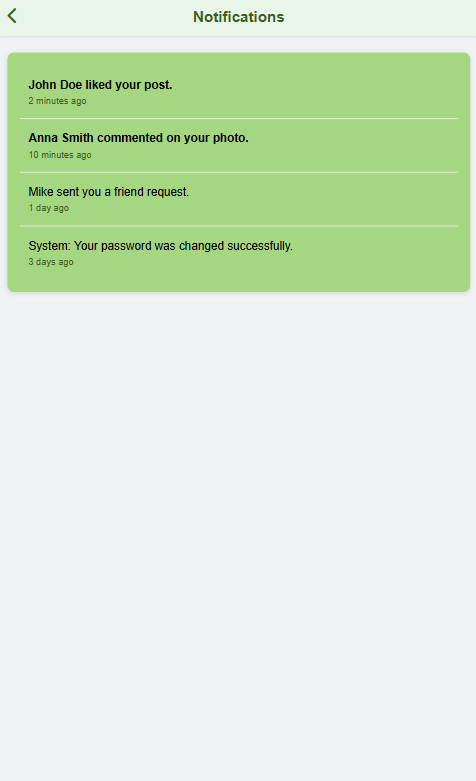 Notifications
John Doe liked your post.
2 minutes ago
Anna Smith commented on your photo.
10 minutes ago
Mike sent you a friend request.
1 day ago
System: Your password was changed successfully.
3 days ago